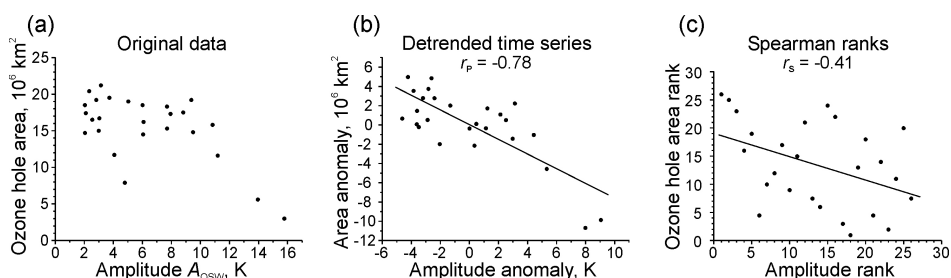 (a)
Original data
Ozone hole area, 10⁶ km²
25
20
15
10
5
0
0 2 4 6 8 10 12 14 16
Amplitude A_QSW1, K
(b)
Detrended time series
r_P = -0.78
Area anomaly, 10⁶ km²
6
4
2
0
-2
-4
-6
-8
-10
-12
-6 -4 -2 0 2 4 6 8 10
Amplitude anomaly, K
(c)
Spearman ranks
r_S = -0.41
Ozone hole area rank
30
25
20
15
10
5
0
0 5 10 15 20 25 30
Amplitude rank